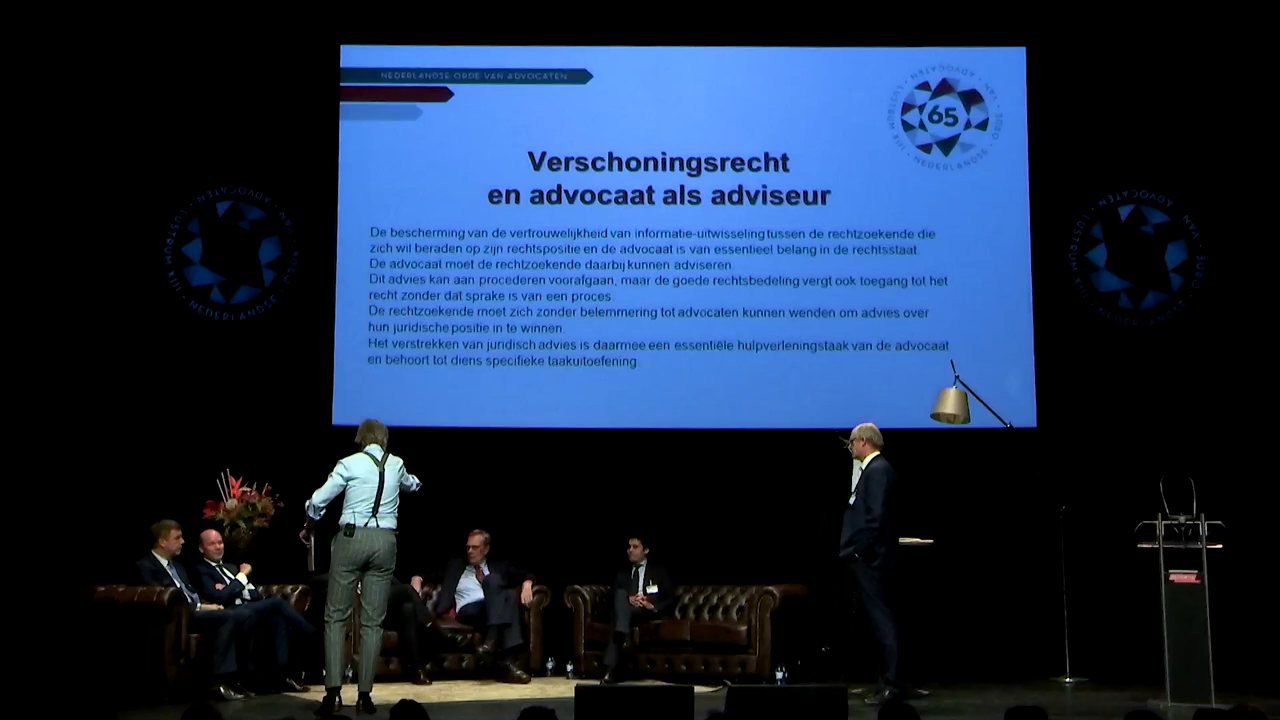 NEDERLANDSE ORDE VAN ADVOCATEN
LUSTRUM NEDERLANDSE ORDE VAN ADVOCATEN
65
Verschoningsrecht
en advocaat als adviseur
De bescherming van de vertrouwelijkheid van informatie-uitwisseling tussen de rechtzoekende die
zich wil beraden op zijn rechtspositie en de advocaat is van essentieel belang in de rechtsstaat.
De advocaat moet de rechtzoekende daarbij kunnen adviseren.
Dit advies kan aan procederen voorafgaan, maar de goede rechtsbedeling vergt ook toegang tot het
recht zonder dat sprake is van een proces.
De rechtzoekende moet zich zonder belemmering tot advocaten kunnen wenden om advies over
hun juridische positie in te winnen.
Het verstrekken van juridisch advies is daarmee een essentiële hulpverleningstaak van de advocaat
en behoort tot diens specifieke taakuitoefening.